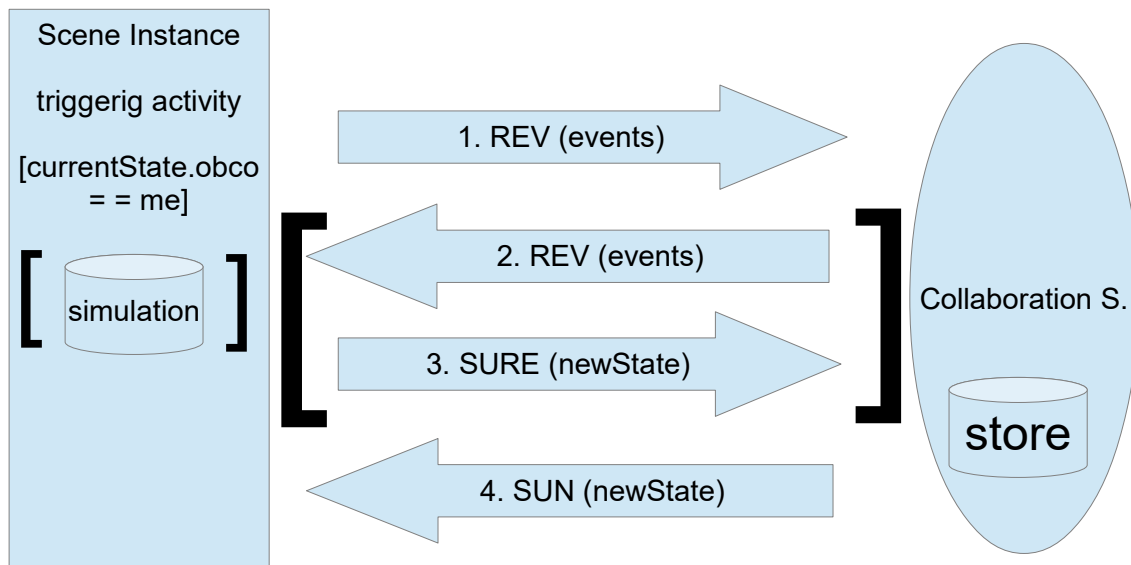 Scene Instance
triggerig activity
[currentState.obco
= = me]
[ simulation ]
1. REV (events)
[ 2. REV (events) ]
3. SURE (newState)
4. SUN (newState)
Collaboration S.
store